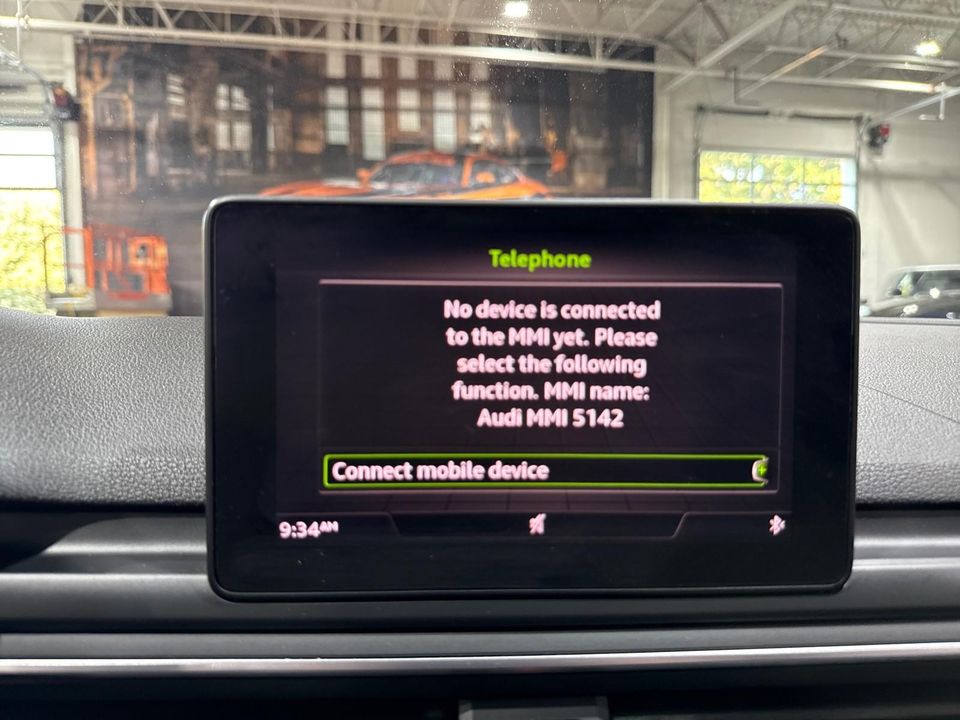 Telephone
No device is connected
to the MMI yet. Please
select the following
function. MMI name:
Audi MMI 5142
Connect mobile device
9:34AM